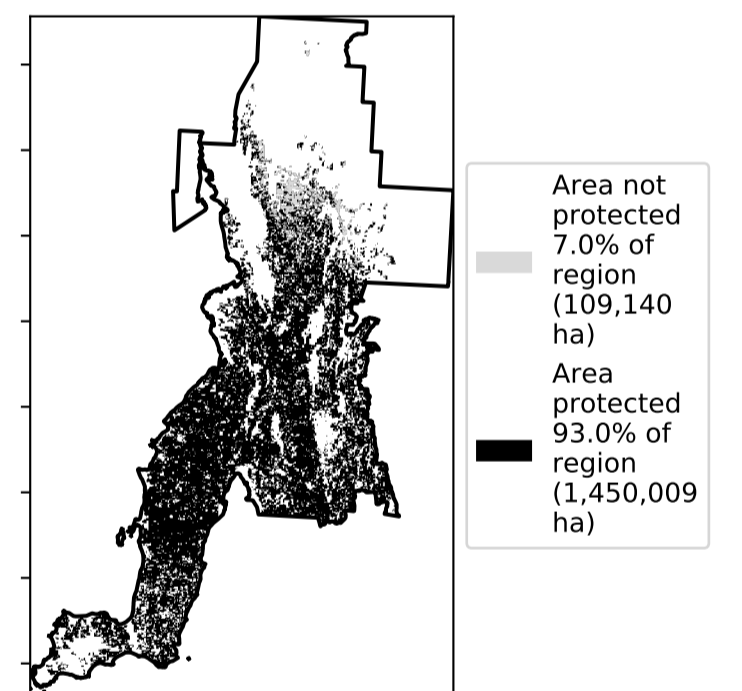 Area not
protected
7.0% of
region
(109,140
ha)
Area
protected
93.0% of
region
(1,450,009
ha)